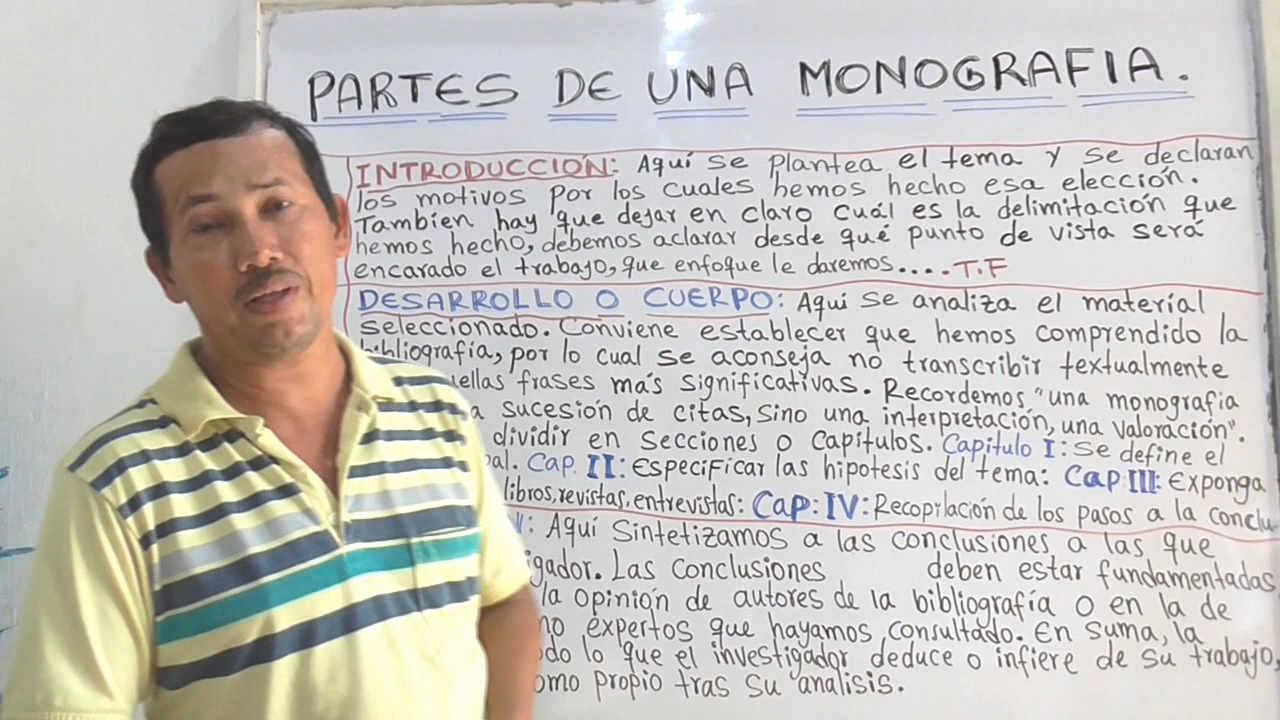 PARTES DE UNA MONOGRAFIA.
INTRODUCCIÓN: Aquí se plantea el tema y se declaran
los motivos por los cuales hemos hecho esa elección.
Tambien hay que dejar en claro cuál es la delimitación que
hemos hecho, debemos aclarar desde qué punto de vista será
encarado el trabajo, que enfoque le daremos.... T.F
DESARROLLO O CUERPO: Aquí se analiza el material
seleccionado. Conviene establecer que hemos comprendido la
bibliografía, por lo cual se aconseja no transcribir textualmente
frases más significativas. Recordemos "una monografía
sucesión de citas, sino una interpretación, una valoración".
dividir en secciones o capítulos. Capitulo I: Se define el
Cap. II: Especificar las hipotesis del tema: Cap III: Exponga
libros, revistas, entrevistas: Cap: IV: Recopilación de los pasos a la conclu
Aquí Sintetizamos a las conclusiones a las que
Las conclusiones deben estar fundamentadas
la opinión de autores de la bibliografía o en la de
expertos que hayamos consultado. En suma, la
lo que el investigador deduce o infiere de su trabajo,
propio tras su análisis.